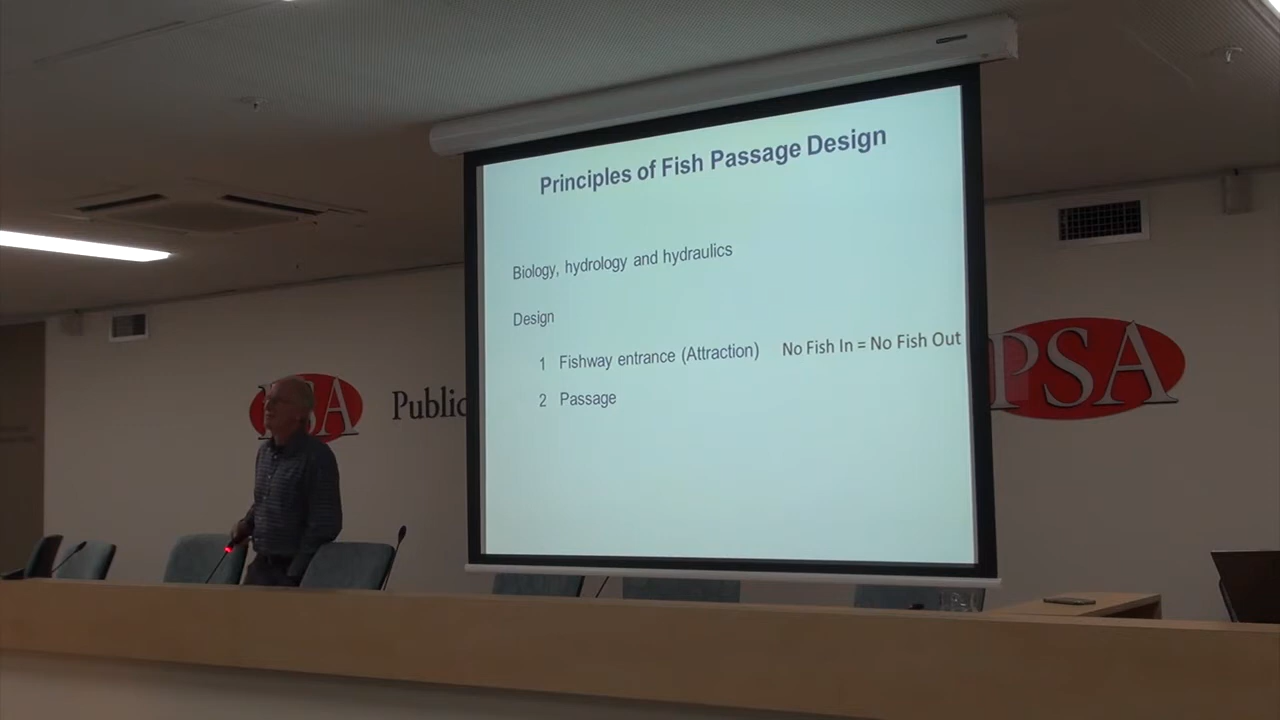 Principles of Fish Passage Design
Biology, hydrology and hydraulics
Design
1 Fishway entrance (Attraction) No Fish In = No Fish Out
2 Passage
PSA
Public
PSA